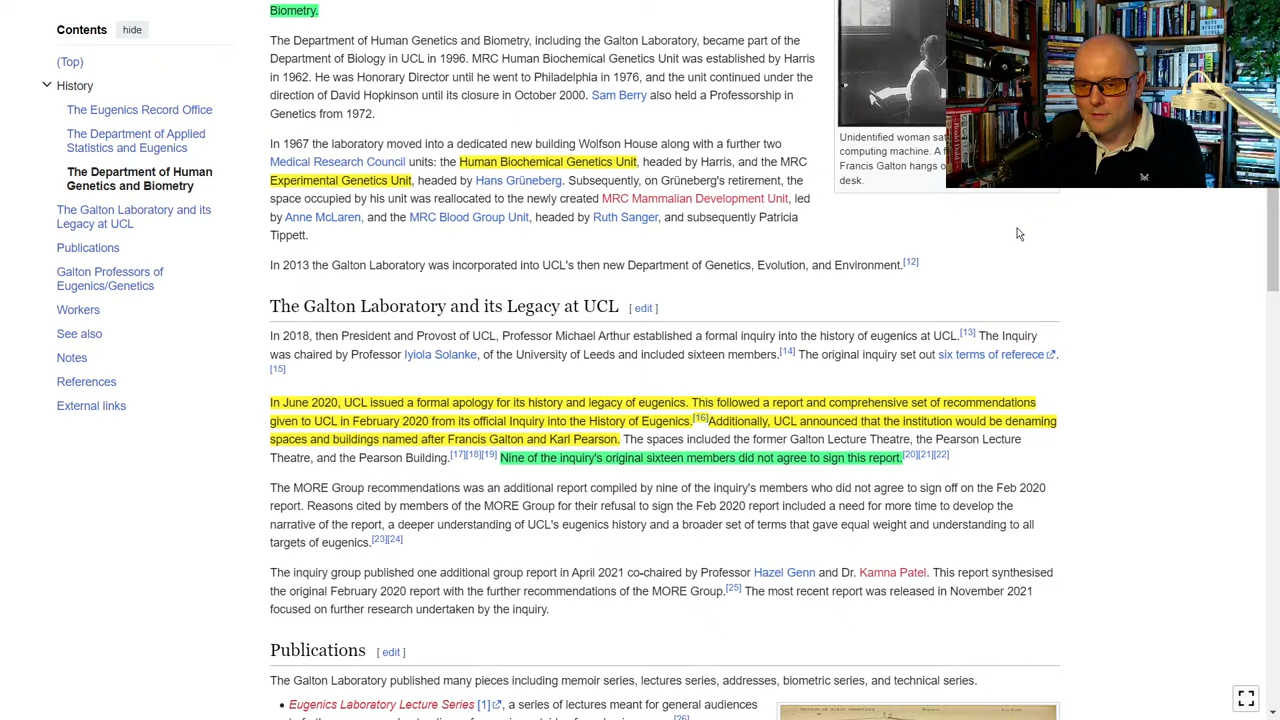 Contents hide
(Top)
History
The Eugenics Record Office
The Department of Applied
Statistics and Eugenics
The Department of Human
Genetics and Biometry
The Galton Laboratory and its
Legacy at UCL
Publications
Galton Professors of
Eugenics/Genetics
Workers
See also
Notes
References
External links
Biometry.
The Department of Human Genetics and Biometry, including the Galton Laboratory, became part of the
Department of Biology in UCL in 1996. MRC Human Biochemical Genetics Unit was established by Harris
in 1962. He was Honorary Director until he went to Philadelphia in 1976, and the unit continued under the
direction of David Hopkinson until its closure in October 2000. Sam Berry also held a Professorship in
Genetics from 1972.
In 1967 the laboratory moved into a dedicated new building Wolfson House along with a further two
Medical Research Council units: the Human Biochemical Genetics Unit, headed by Harris, and the MRC
Experimental Genetics Unit, headed by Hans Grüneberg. Subsequently, on Grüneberg's retirement, the
space occupied by his unit was reallocated to the newly created MRC Mammalian Development Unit, led
by Anne McLaren, and the MRC Blood Group Unit, headed by Ruth Sanger, and subsequently Patricia
Tippett.
In 2013 the Galton Laboratory was incorporated into UCL's then new Department of Genetics, Evolution, and Environment.[12]
Unidentified woman sat
computing machine. A
Francis Galton hangs
desk.
The Galton Laboratory and its Legacy at UCL [ edit ]
In 2018, then President and Provost of UCL, Professor Michael Arthur established a formal inquiry into the history of eugenics at UCL.[13] The Inquiry
was chaired by Professor Iyiola Solanke, of the University of Leeds and included sixteen members.[14] The original inquiry set out six terms of referece.
[15]
In June 2020, UCL issued a formal apology for its history and legacy of eugenics. This followed a report and comprehensive set of recommendations
given to UCL in February 2020 from its official Inquiry into the History of Eugenics.[16]Additionally, UCL announced that the institution would be denaming
spaces and buildings named after Francis Galton and Karl Pearson. The spaces included the former Galton Lecture Theatre, the Pearson Lecture
Theatre, and the Pearson Building.[17][18][19] Nine of the inquiry's original sixteen members did not agree to sign this report.[20][21][22]
The MORE Group recommendations was an additional report compiled by nine of the inquiry's members who did not agree to sign off on the Feb 2020
report. Reasons cited by members of the MORE Group for their refusal to sign the Feb 2020 report included a need for more time to develop the
narrative of the report, a deeper understanding of UCL's eugenics history and a broader set of terms that gave equal weight and understanding to all
targets of eugenics.[23][24]
The inquiry group published one additional group report in April 2021 co-chaired by Professor Hazel Genn and Dr. Kamna Patel. This report synthesised
the original February 2020 report with the further recommendations of the MORE Group.[25] The most recent report was released in November 2021
focused on further research undertaken by the inquiry.
Publications [ edit ]
The Galton Laboratory published many pieces including memoir series, lectures series, addresses, biometric series, and technical series.
Eugenics Laboratory Lecture Series [1], a series of lectures meant for general audiences